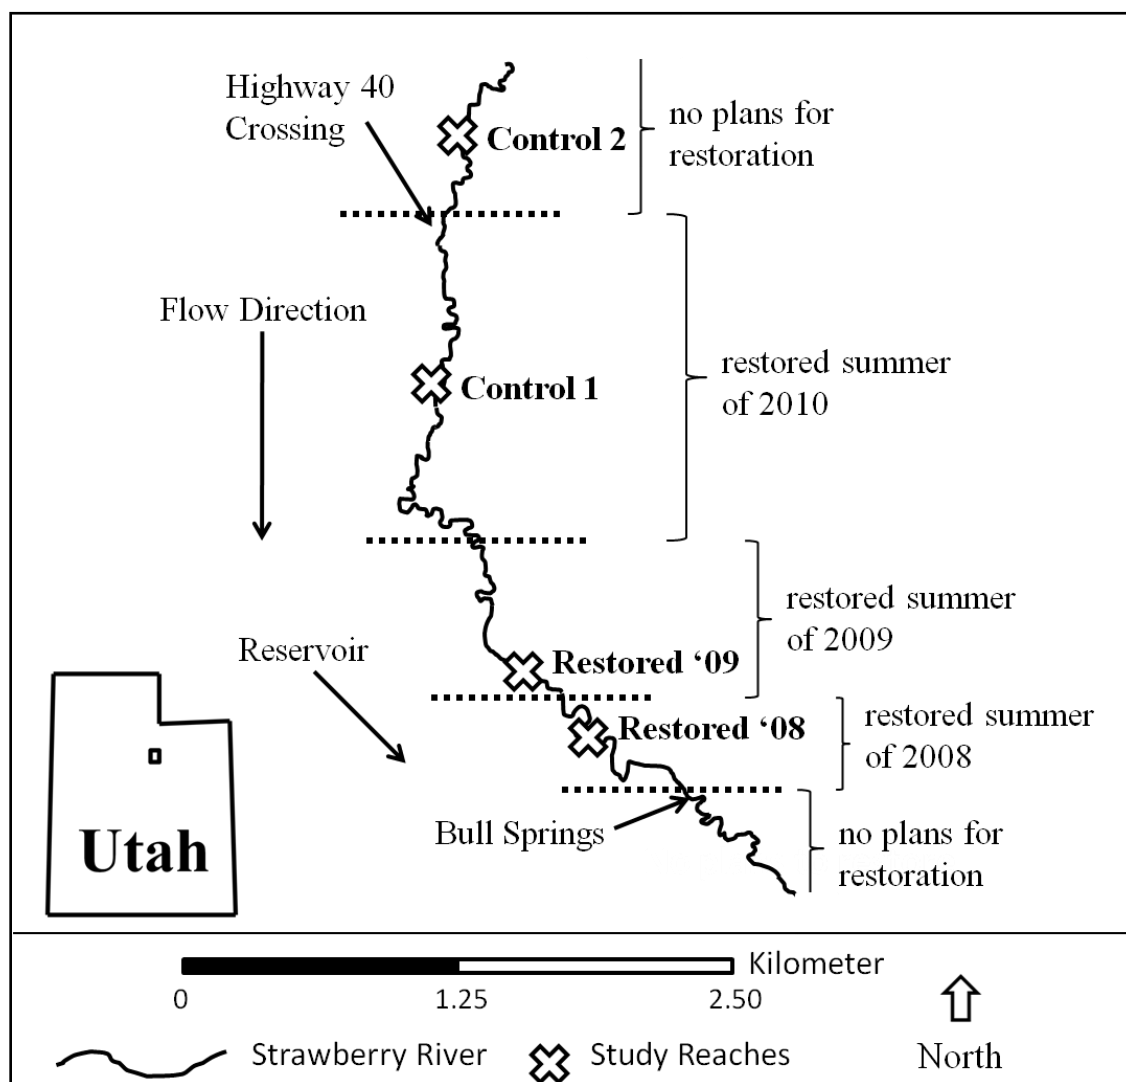 Highway 40
Crossing
Control 2
no plans for
restoration
Flow Direction
Control 1
restored summer
of 2010
restored summer
of 2009
Reservoir
Restored ‘09
Restored ‘08
restored summer
of 2008
Utah
Bull Springs
no plans for
restoration
Kilometer
0 1.25 2.50
Strawberry River
Study Reaches
North